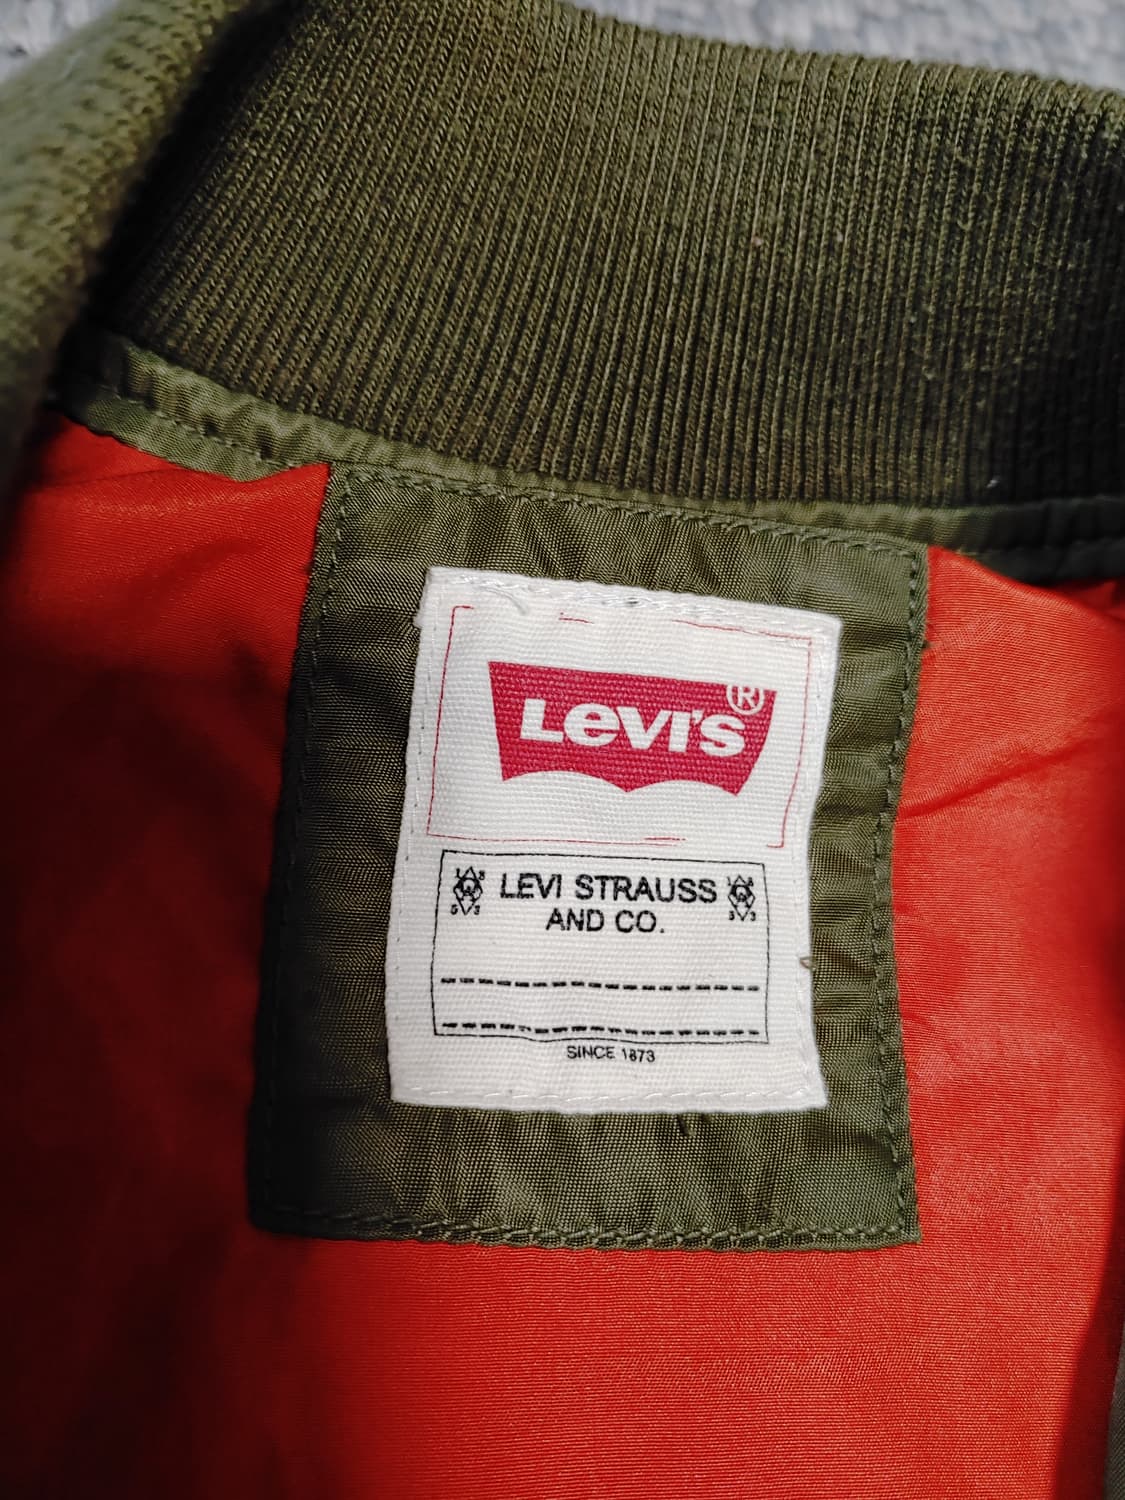 LEVI'S®
LEVI STRAUSS
AND CO.
SINCE 1873